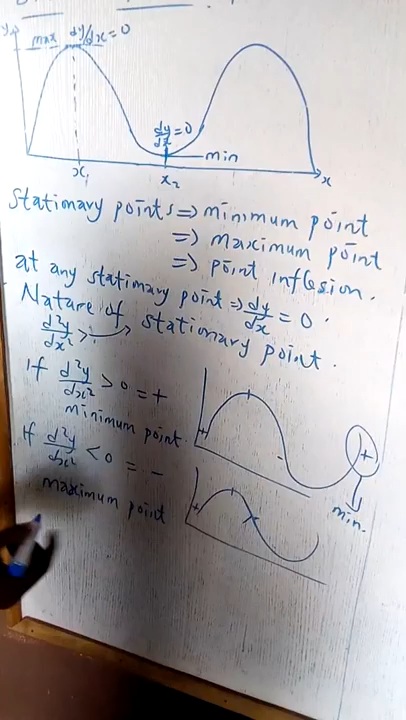 y
max dy/dx = 0
dy/dx = 0
min
x₁
x₂
x
Stationary points ⇒ minimum point
⇒ maximum point
⇒ point inflesion.
at any stationary point ⇒ dy/dx = 0.
Nature of stationary point.
d²y/dx²
If d²y/dx² > 0 = +
minimum point.
If d²y/dx² < 0 = -
maximum point
+
-
+
min.
+
-